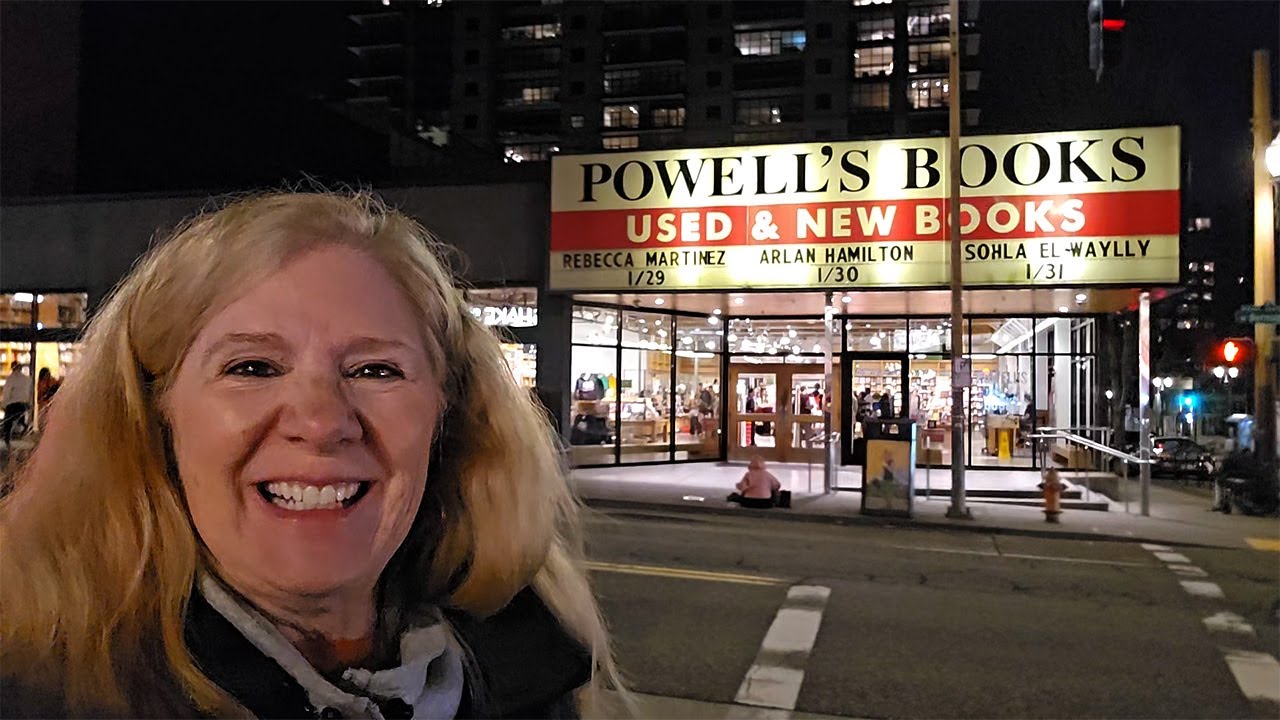 POWELL'S BOOKS
USED & NEW BOOKS
REBECCA MARTINEZ ARLAN HAMILTON SOHLA EL-WAYLLY
1/29 1/30 1/31